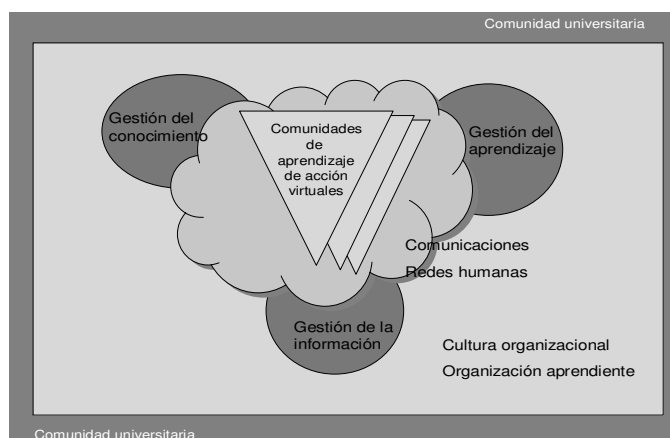 Comunidad universitaria
Gestión del
conocimiento
Comunidades
de
aprendizaje
de acción
virtuales
Gestión del
aprendizaje
Comunicaciones
Redes humanas
Gestión de la
información
Cultura organizacional
Organización aprendiente
Comunidad universitaria